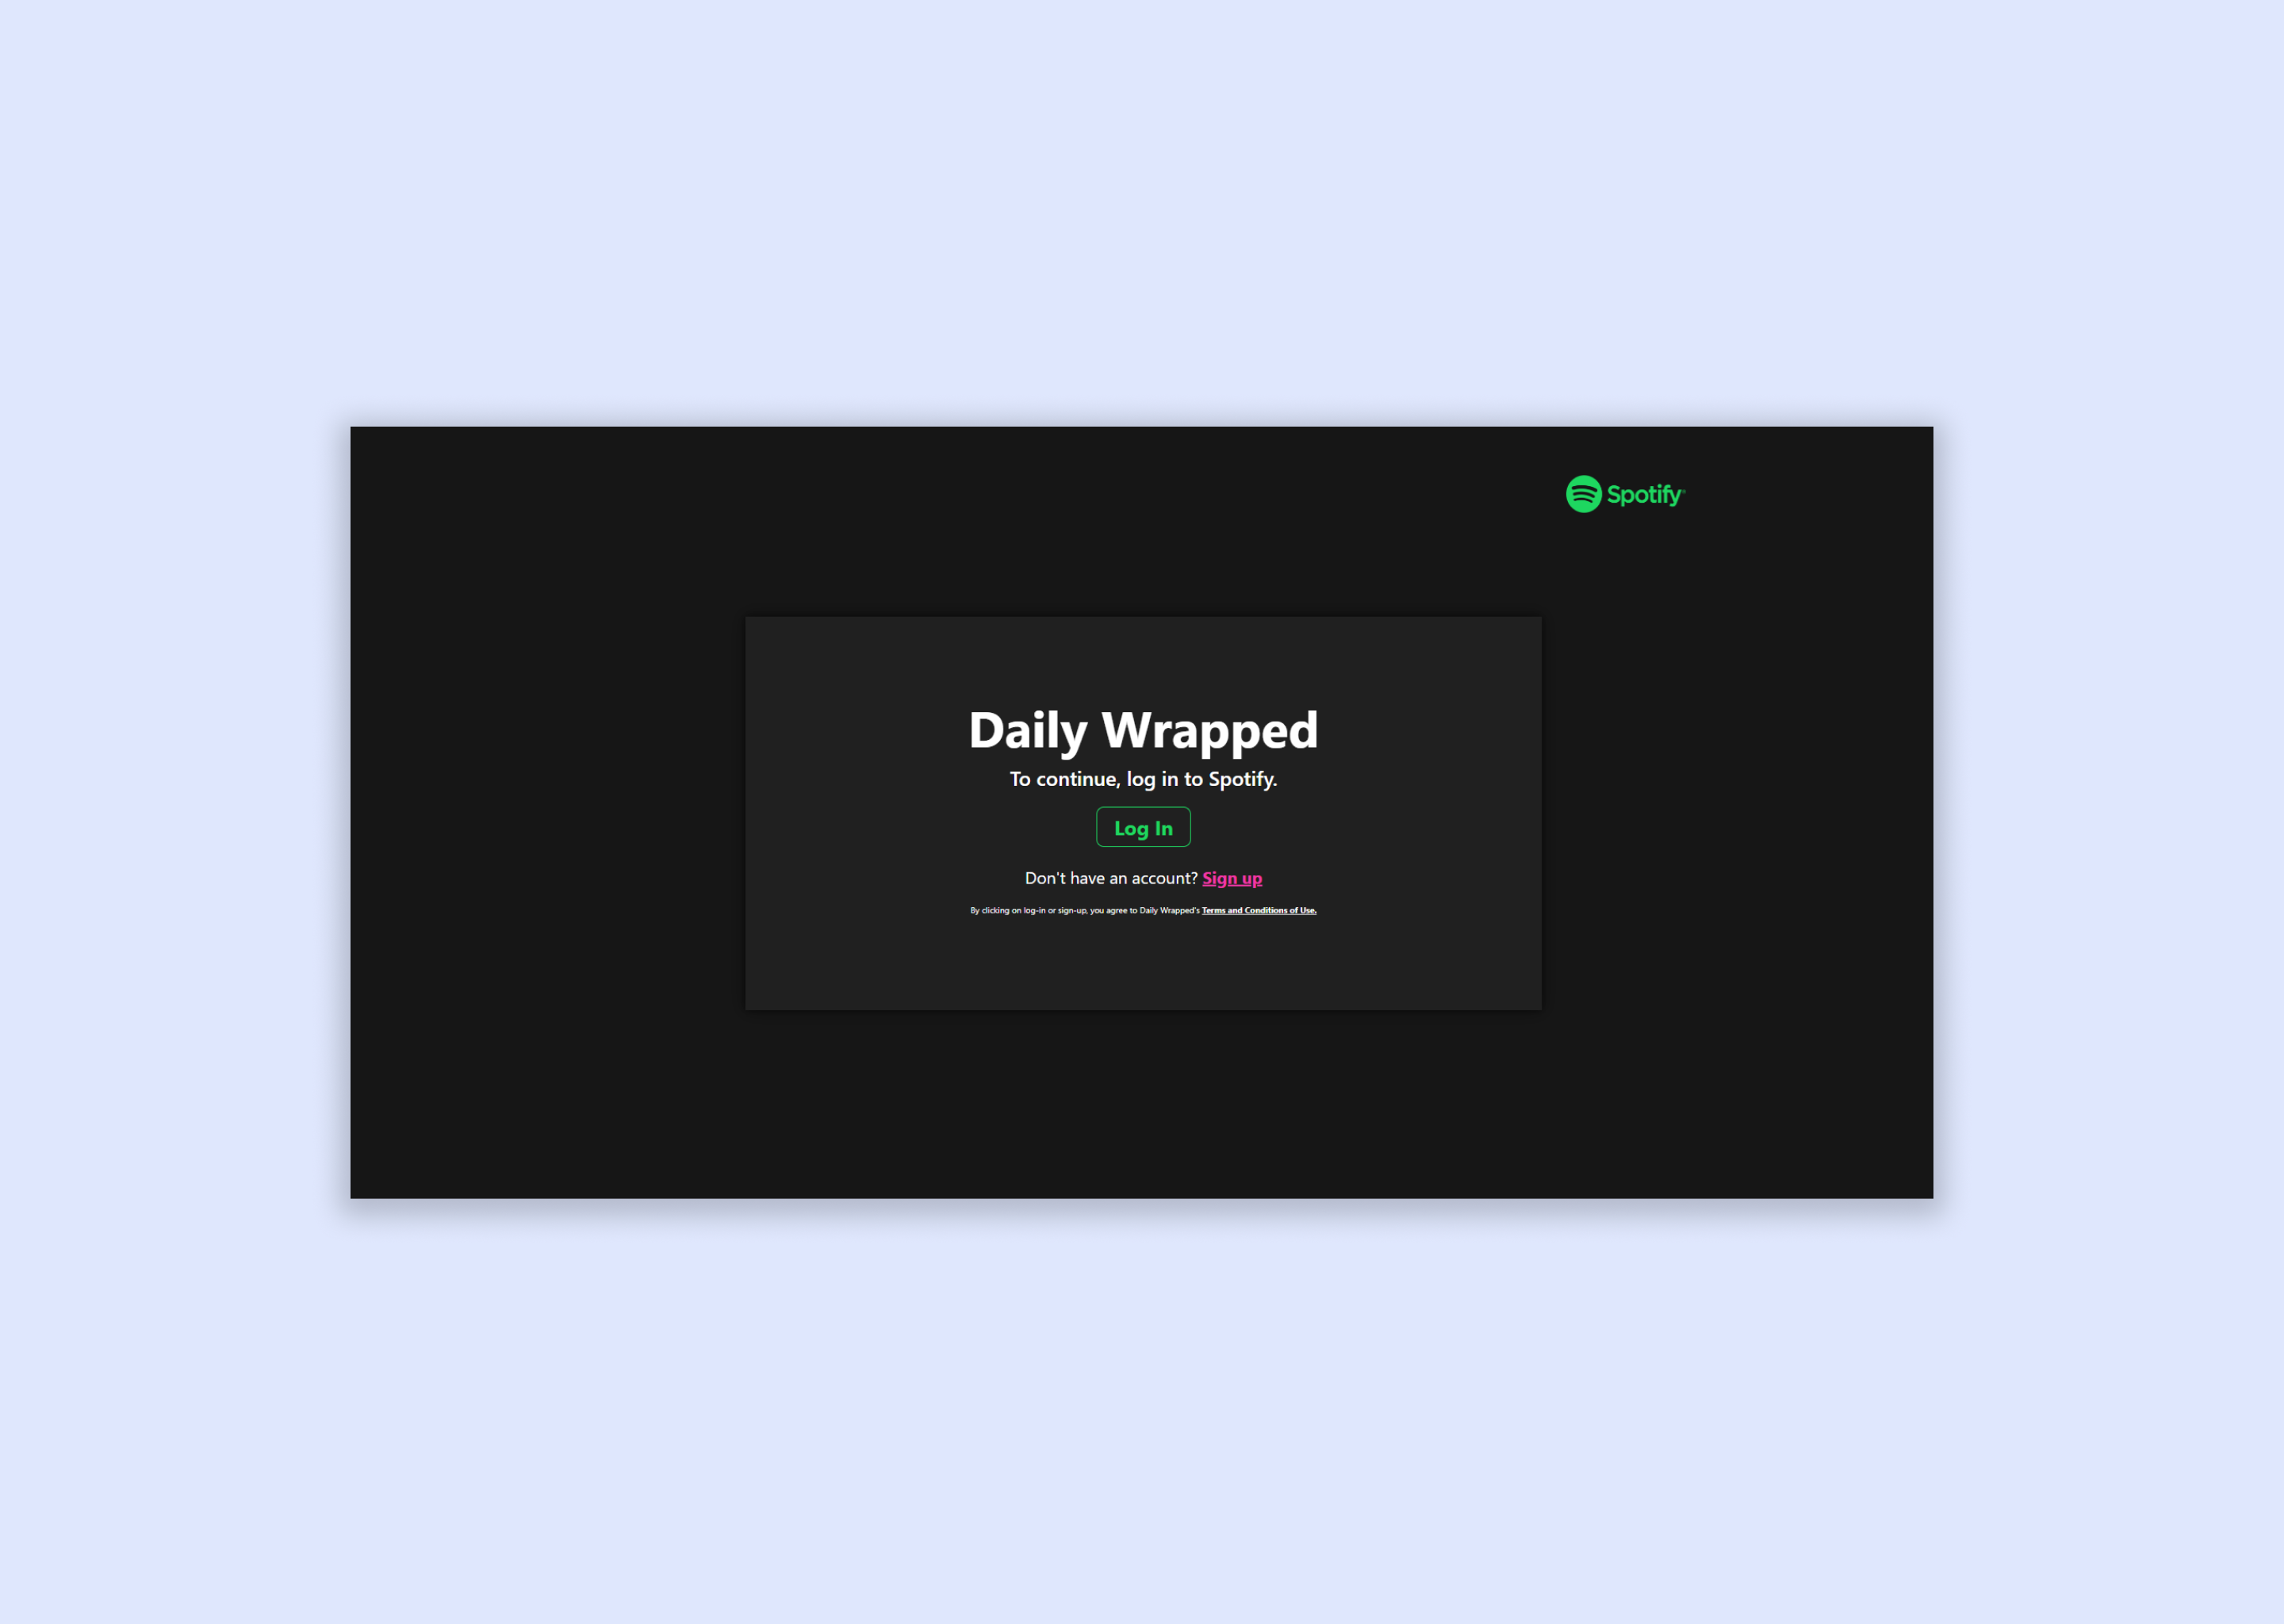 Spotify
Daily Wrapped
To continue, log in to Spotify.
Log In
Don't have an account? Sign up
By clicking on log-in or sign-up, you agree to Daily Wrapped's Terms and Conditions of Use.